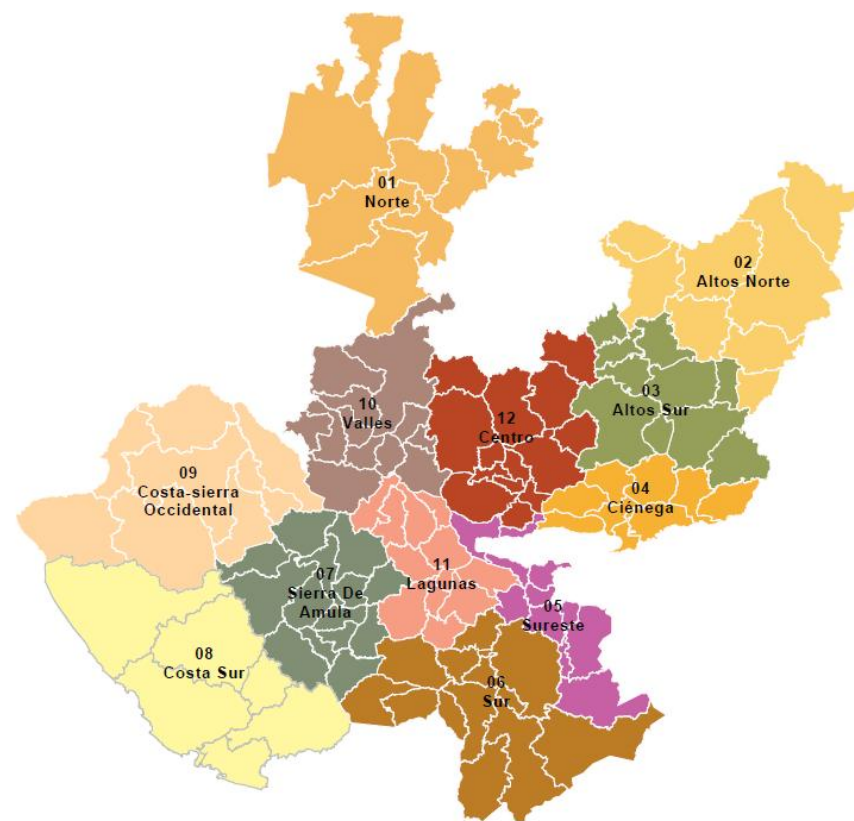 01
Norte
02
Altos Norte
03
Altos Sur
10
Valles
12
Centro
09
Costa-sierra
Occidental
04
Ciénega
11
Lagunas
07
Sierra De
Amula
05
Sureste
08
Costa Sur
06
Sur